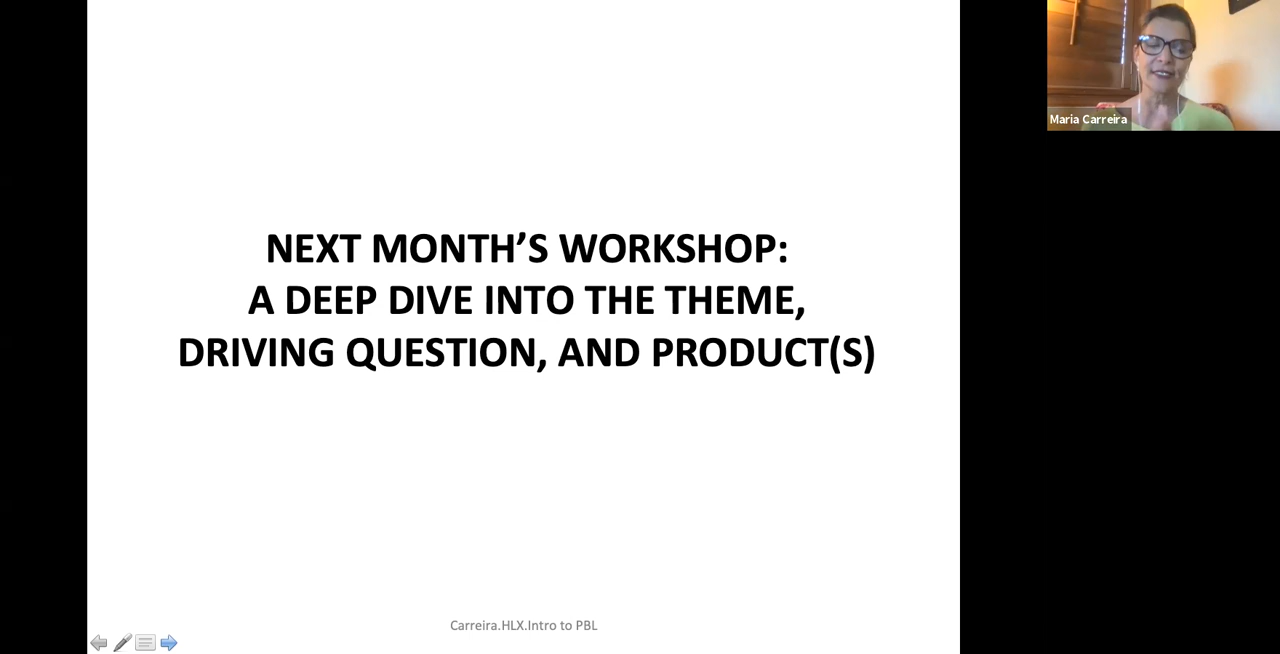 Maria Carreira
NEXT MONTH’S WORKSHOP:
A DEEP DIVE INTO THE THEME,
DRIVING QUESTION, AND PRODUCT(S)
Carreira.HLX.Intro to PBL